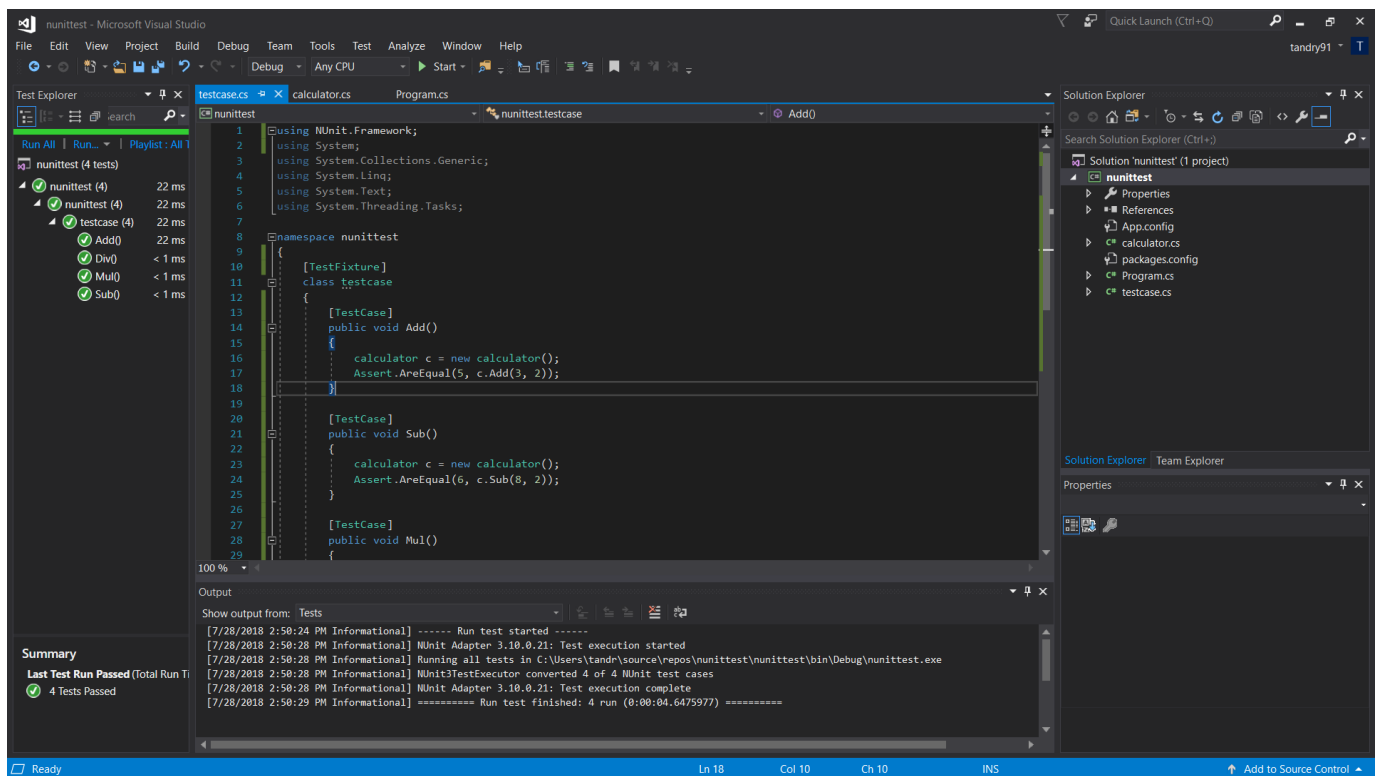 nunittest - Microsoft Visual Studio
Quick Launch (Ctrl+Q)
File Edit View Project Build Debug Team Tools Test Analyze Window Help
tandry91 T
Debug Any CPU Start
Test Explorer
earch
Run All | Run... | Playlist : All T
nunittest (4 tests)
nunittest (4) 22 ms
nunittest (4) 22 ms
testcase (4) 22 ms
Add() 22 ms
Div() < 1 ms
Mul() < 1 ms
Sub() < 1 ms
Summary
Last Test Run Passed (Total Run Ti
4 Tests Passed
testcase.cs calculator.cs Program.cs
nunittest nunittest.testcase Add()
1 using NUnit.Framework;
2 using System;
3 using System.Collections.Generic;
4 using System.Linq;
5 using System.Text;
6 using System.Threading.Tasks;
7
8 namespace nunittest
9 {
10 [TestFixture]
11 class testcase
12 {
13 [TestCase]
14 public void Add()
15 {
16 calculator c = new calculator();
17 Assert.AreEqual(5, c.Add(3, 2));
18 }
19
20 [TestCase]
21 public void Sub()
22 {
23 calculator c = new calculator();
24 Assert.AreEqual(6, c.Sub(8, 2));
25 }
26
27 [TestCase]
28 public void Mul()
29 {
100 %
Output
Show output from: Tests
[7/28/2018 2:50:24 PM Informational] ------ Run test started ------
[7/28/2018 2:50:28 PM Informational] NUnit Adapter 3.10.0.21: Test execution started
[7/28/2018 2:50:28 PM Informational] Running all tests in C:\Users\tandr\source\repos\nunittest\nunittest\bin\Debug\nunittest.exe
[7/28/2018 2:50:28 PM Informational] NUnit3TestExecutor converted 4 of 4 NUnit test cases
[7/28/2018 2:50:28 PM Informational] NUnit Adapter 3.10.0.21: Test execution complete
[7/28/2018 2:50:29 PM Informational] ========== Run test finished: 4 run (0:00:04.6475977) ==========
Solution Explorer
Search Solution Explorer (Ctrl+;)
Solution 'nunittest' (1 project)
C# nunittest
Properties
References
App.config
C# calculator.cs
packages.config
C# Program.cs
C# testcase.cs
Solution Explorer Team Explorer
Properties
Ready Ln 18 Col 10 Ch 10 INS Add to Source Control